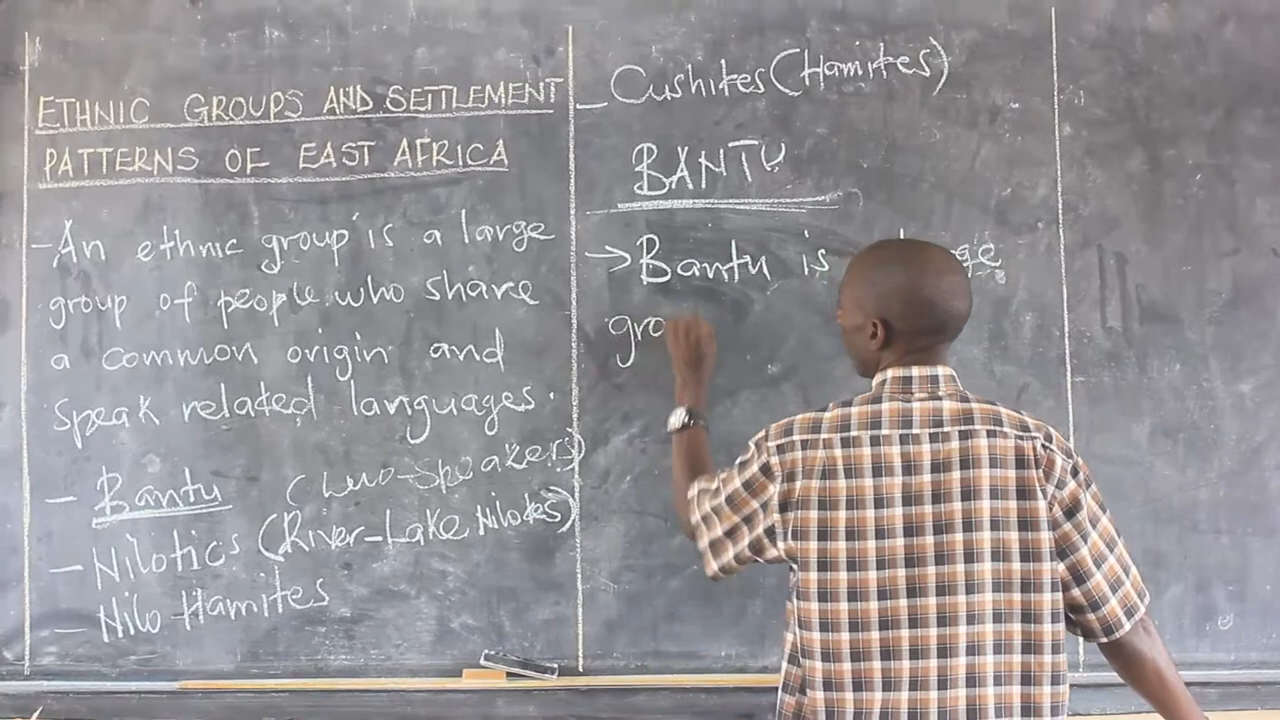 ETHNIC GROUPS AND SETTLEMENT
PATTERNS OF EAST AFRICA
- An ethnic group is a large
group of people who share
a common origin and
speak related languages.
- Bantu (Luo-speakers)
- Nilotics (River-Lake Nilotes)
- Nilo Hamites
- Cushites (Hamites)
BANTU
→ Bantu is
gro